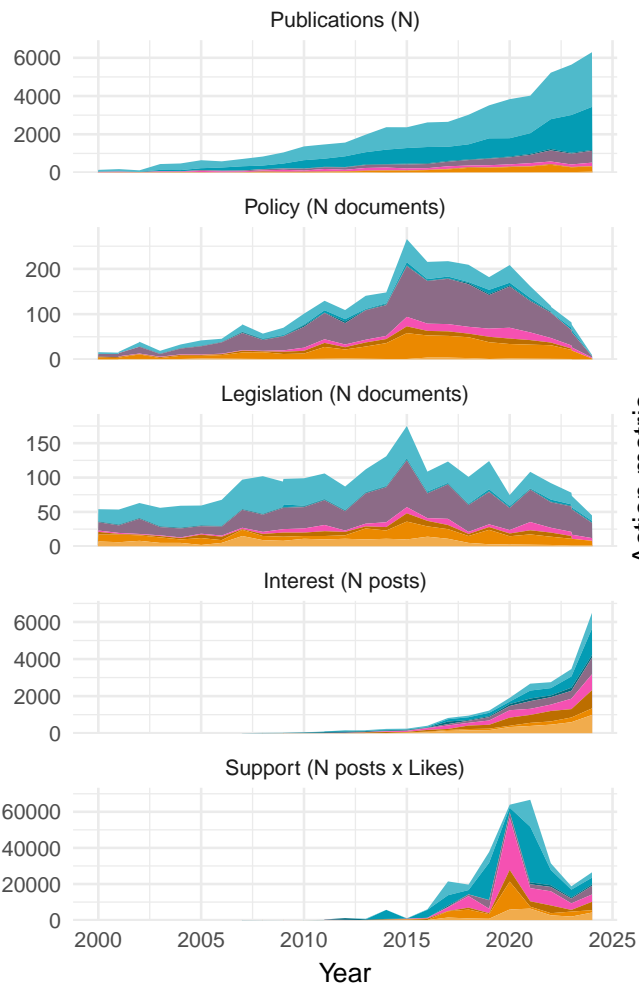 Publications (N)
6000
4000
2000
0
Policy (N documents)
200
100
0
Legislation (N documents)
150
100
50
0
Interest (N posts)
6000
4000
2000
0
Support (N posts x Likes)
60000
40000
20000
0
2000 2005 2010 2015 2020 2025
Year